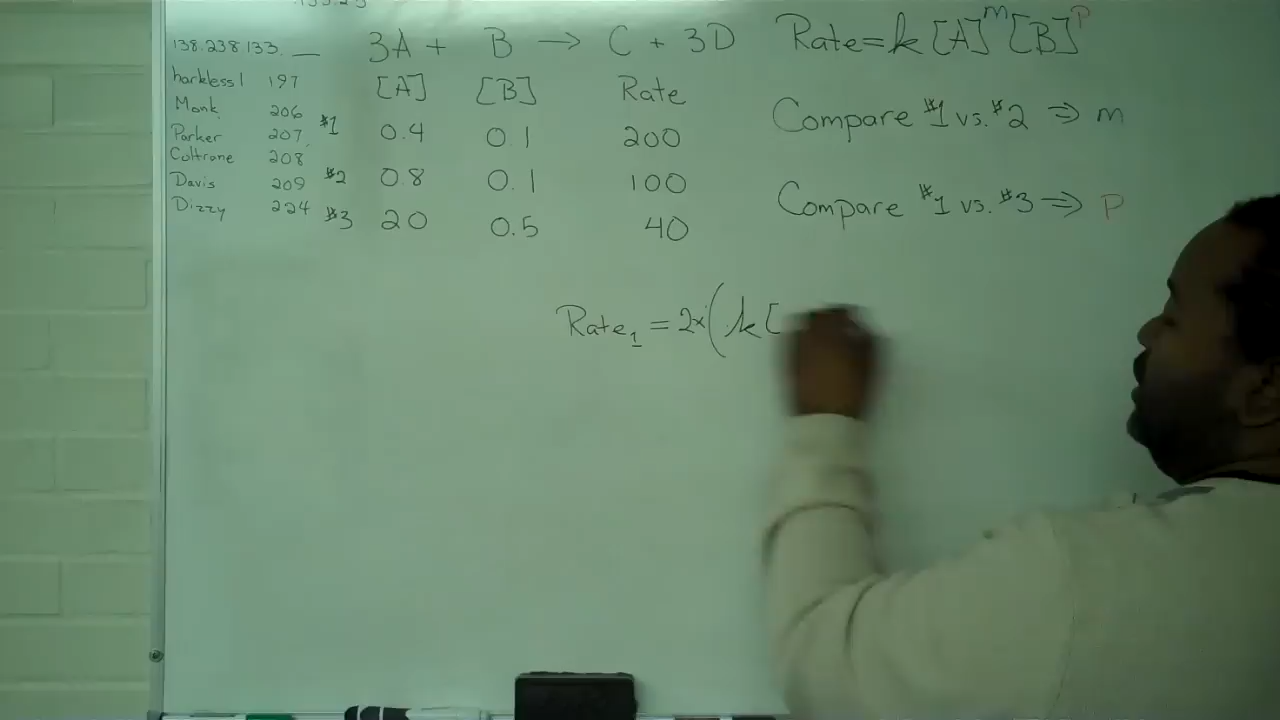 138.238.133. __
harkless1 197
Monk 206
Parker 207
Coltrane 208
Davis 209
Dizzy 224
3A + B → C + 3D
[A] [B] Rate
#1 0.4 0.1 200
#2 0.8 0.1 100
#3 20 0.5 40
Rate=k[A]^m[B]^p
Compare #1 vs. #2 ⇒ m
Compare #1 vs. #3 ⇒ p
Rate₁ = 2x(k[